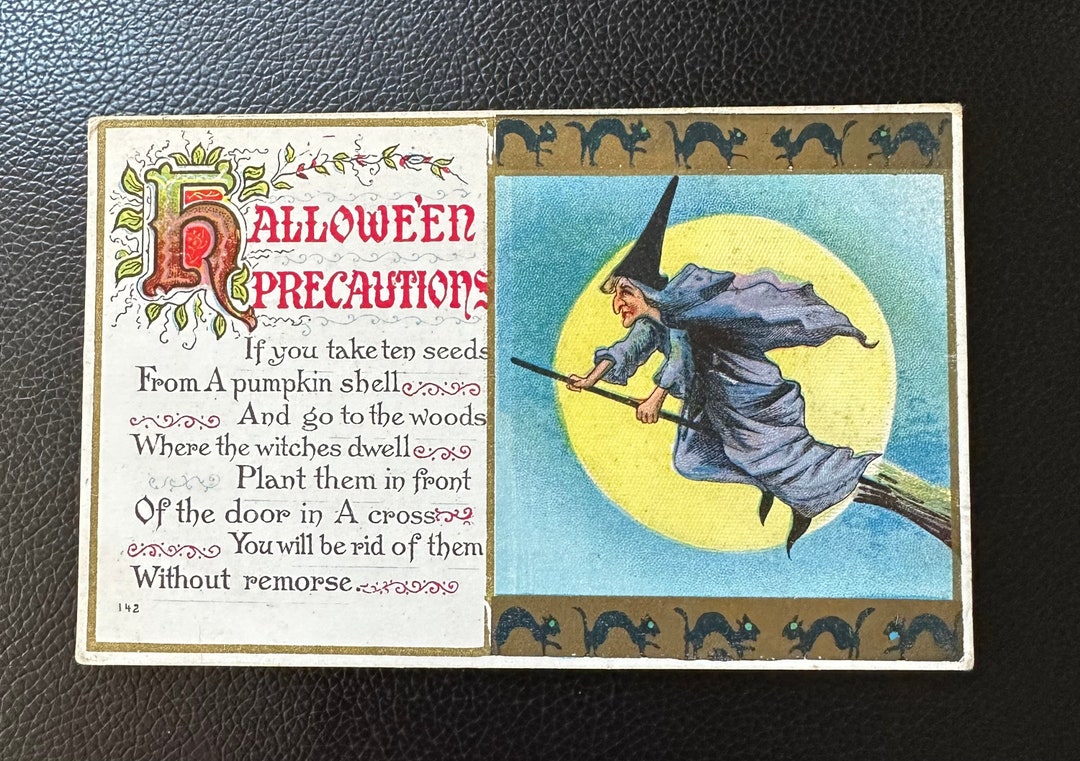 HALLOWE'EN
PRECAUTIONS
If you take ten seeds
From A pumpkin shell
And go to the woods
Where the witches dwell
Plant them in front
Of the door in A cross
You will be rid of them
Without remorse.
142